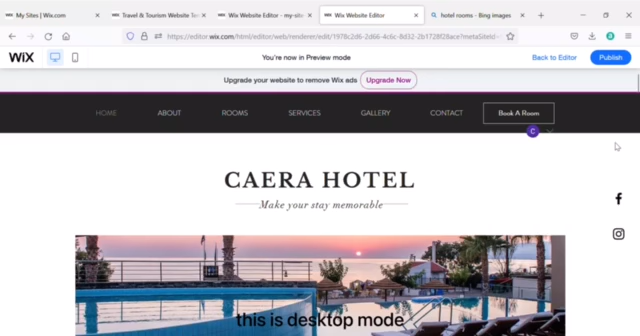 My Sites | Wix.com
Travel & Tourism Website Tem
Wix Website Editor - my-site
Wix Website Editor
hotel rooms - Bing images
WiX
You're now in Preview mode
Back to Editor
Publish
Upgrade your website to remove Wix ads
Upgrade Now
HOME
ABOUT
ROOMS
SERVICES
GALLERY
CONTACT
Book A Room
C
CAERA HOTEL
Make your stay memorable
this is desktop mode